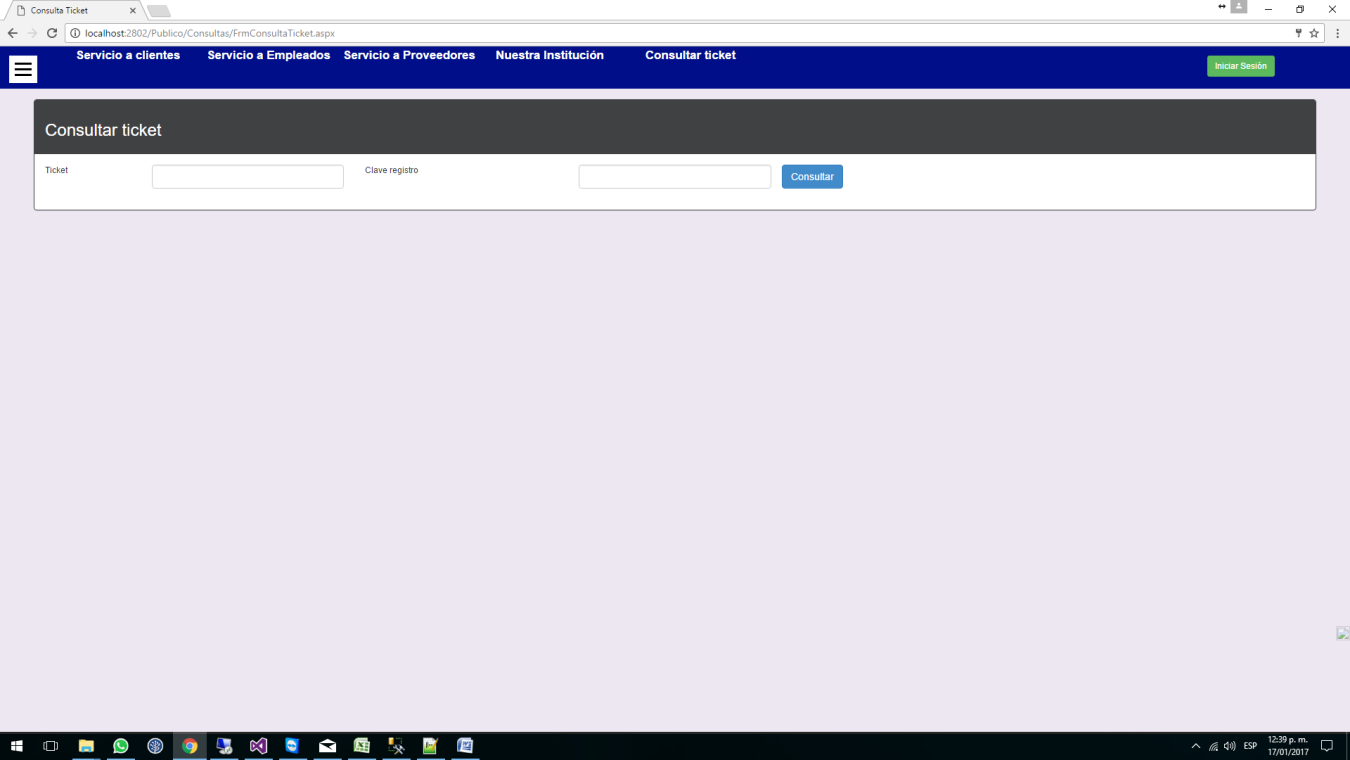 Consulta Ticket
localhost:2802/Publico/Consultas/FrmConsultaTicket.aspx
Servicio a clientes Servicio a Empleados Servicio a Proveedores Nuestra Institución Consultar ticket
Iniciar Sesión
Consultar ticket
Ticket Clave registro Consultar
ESP
12:39 p. m.
17/01/2017